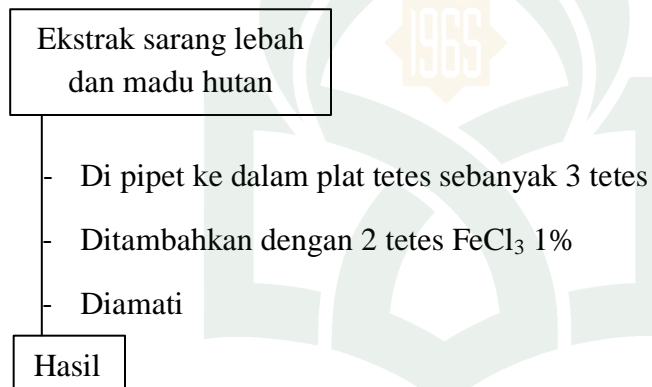 Ekstrak sarang lebah
dan madu hutan
1965
- Di pipet ke dalam plat tetes sebanyak 3 tetes
- Ditambahkan dengan 2 tetes FeCl₃ 1%
- Diamati
Hasil